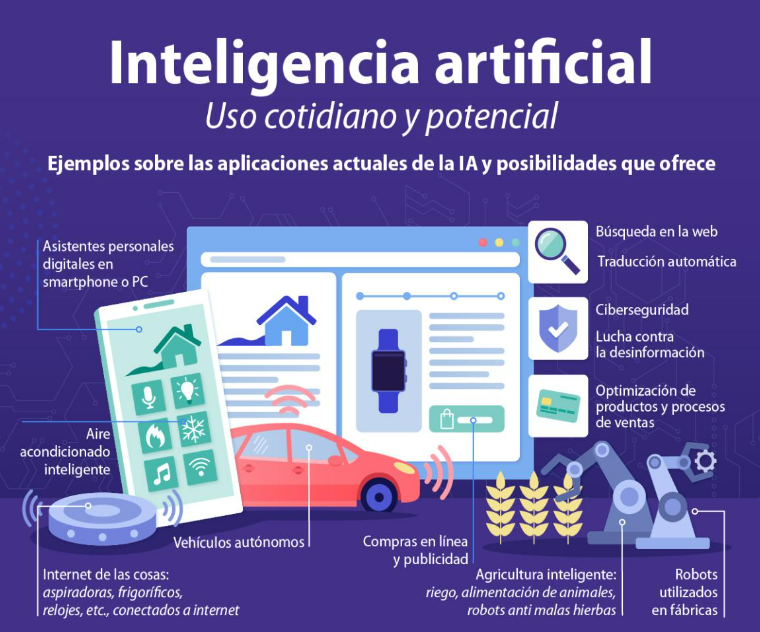 Inteligencia artificial
Uso cotidiano y potencial
Ejemplos sobre las aplicaciones actuales de la IA y posibilidades que ofrece
Asistentes personales
digitales en
smartphone o PC
Búsqueda en la web
Traducción automática
Ciberseguridad
Lucha contra
la desinformación
Optimización de
productos y procesos
de ventas
Aire
acondicionado
inteligente
Vehículos autónomos
Compras en línea
y publicidad
Internet de las cosas:
aspiradoras, frigoríficos,
relojes, etc., conectados a internet
Agricultura inteligente:
riego, alimentación de animales,
robots anti malas hierbas
Robots
utilizados
en fábricas